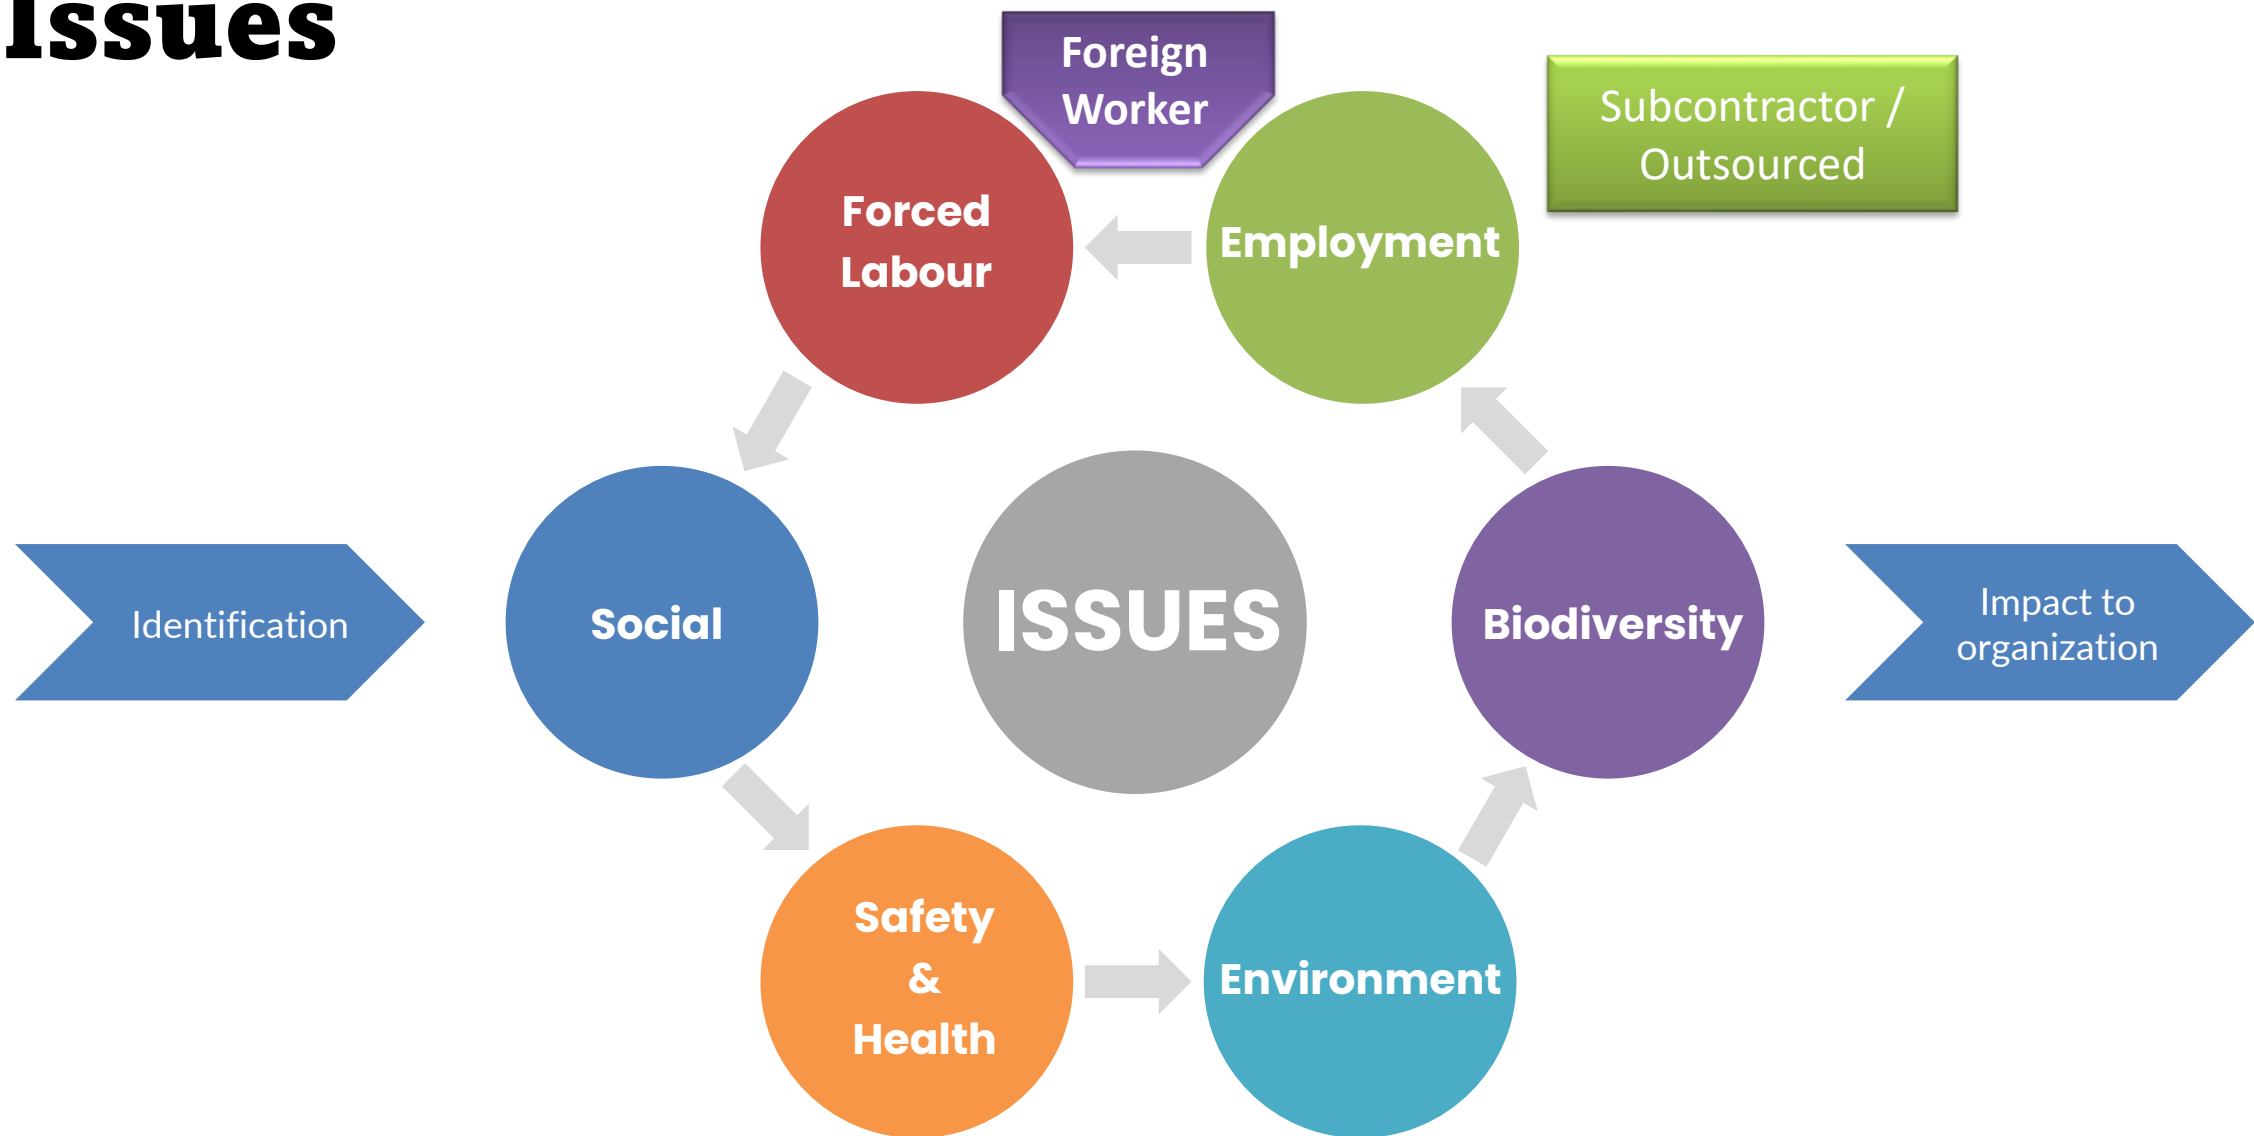 Issues
Foreign
Worker
Subcontractor /
Outsourced
Forced
Labour
Employment
Identification
Social
ISSUES
Biodiversity
Impact to
organization
Safety
&
Health
Environment